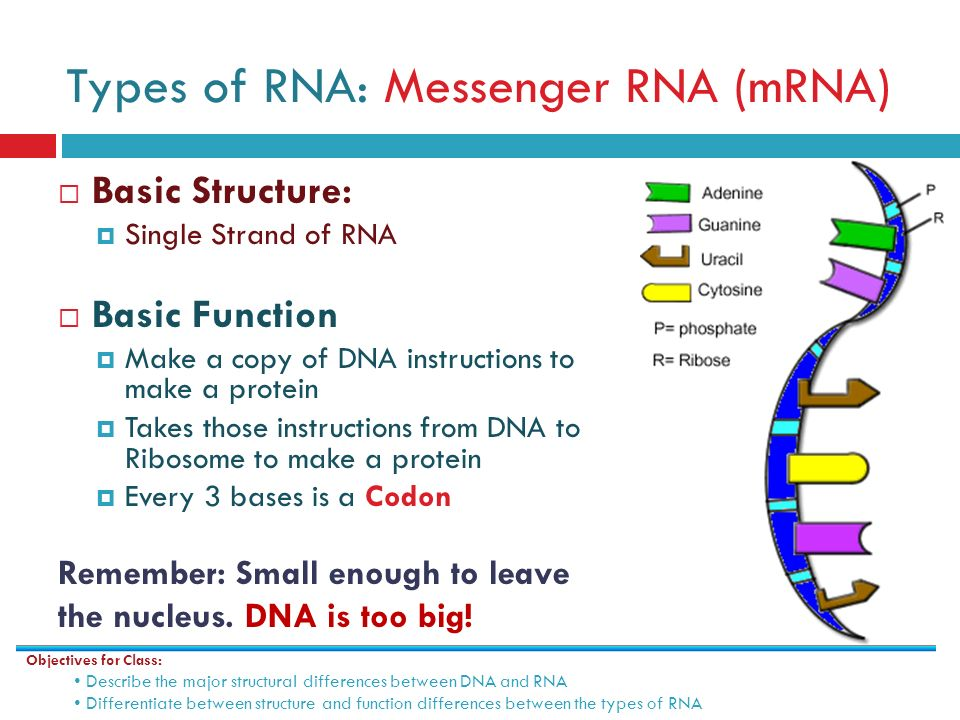 Types of RNA: Messenger RNA (mRNA)
Basic Structure:
Single Strand of RNA
Basic Function
Make a copy of DNA instructions to
make a protein
Takes those instructions from DNA to
Ribosome to make a protein
Every 3 bases is a Codon
Remember: Small enough to leave
the nucleus. DNA is too big!
Adenine
Guanine
Uracil
Cytosine
P= phosphate
R= Ribose
P
R
Objectives for Class:
• Describe the major structural differences between DNA and RNA
• Differentiate between structure and function differences between the types of RNA